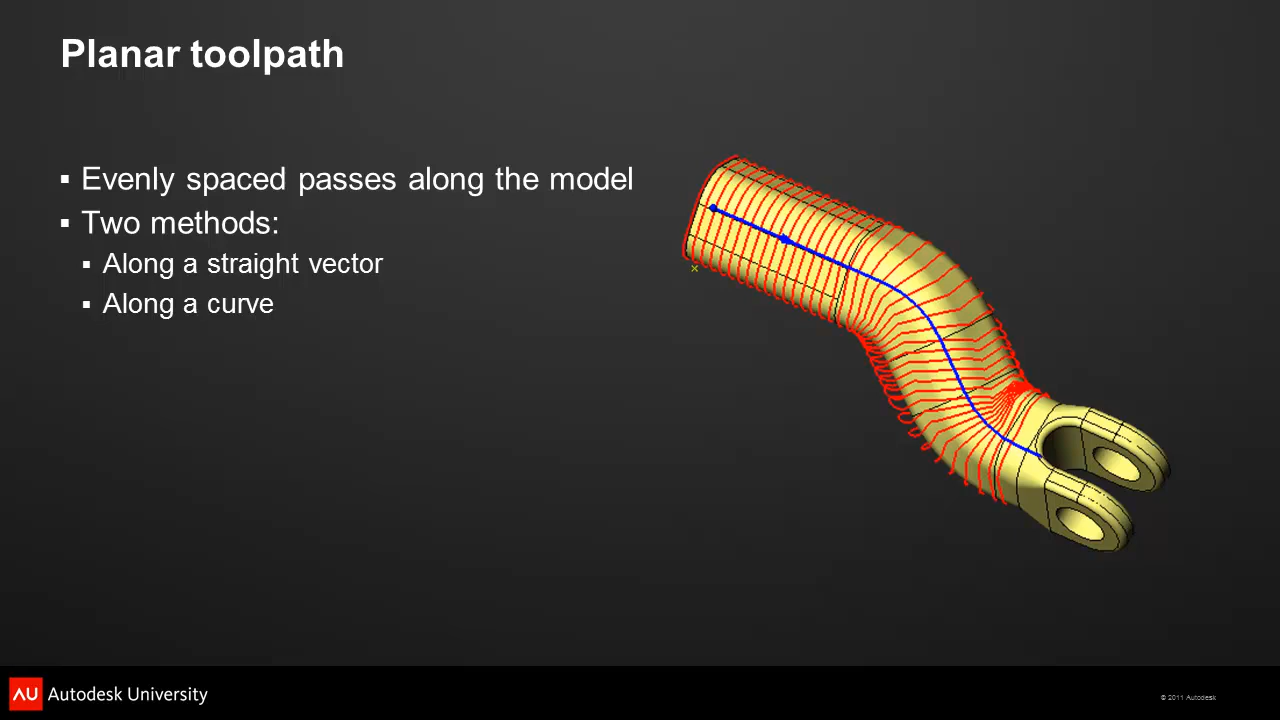 Planar toolpath
▪ Evenly spaced passes along the model
▪ Two methods:
▪ Along a straight vector
▪ Along a curve
x
AU Autodesk University
© 2011 Autodesk